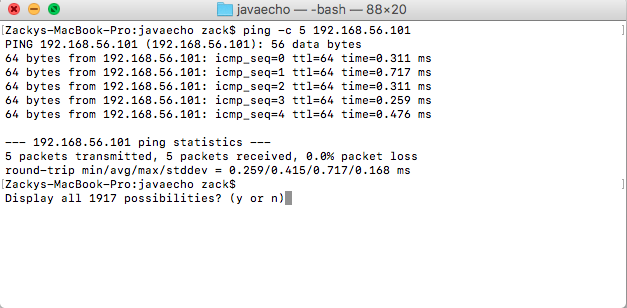 javaecho — -bash — 88×20
[Zackys-MacBook-Pro:javaecho zack$ ping -c 5 192.168.56.101 ]
PING 192.168.56.101 (192.168.56.101): 56 data bytes
64 bytes from 192.168.56.101: icmp_seq=0 ttl=64 time=0.311 ms
64 bytes from 192.168.56.101: icmp_seq=1 ttl=64 time=0.717 ms
64 bytes from 192.168.56.101: icmp_seq=2 ttl=64 time=0.311 ms
64 bytes from 192.168.56.101: icmp_seq=3 ttl=64 time=0.259 ms
64 bytes from 192.168.56.101: icmp_seq=4 ttl=64 time=0.476 ms
--- 192.168.56.101 ping statistics ---
5 packets transmitted, 5 packets received, 0.0% packet loss
round-trip min/avg/max/stddev = 0.259/0.415/0.717/0.168 ms
[Zackys-MacBook-Pro:javaecho zack$ ]
Display all 1917 possibilities? (y or n)